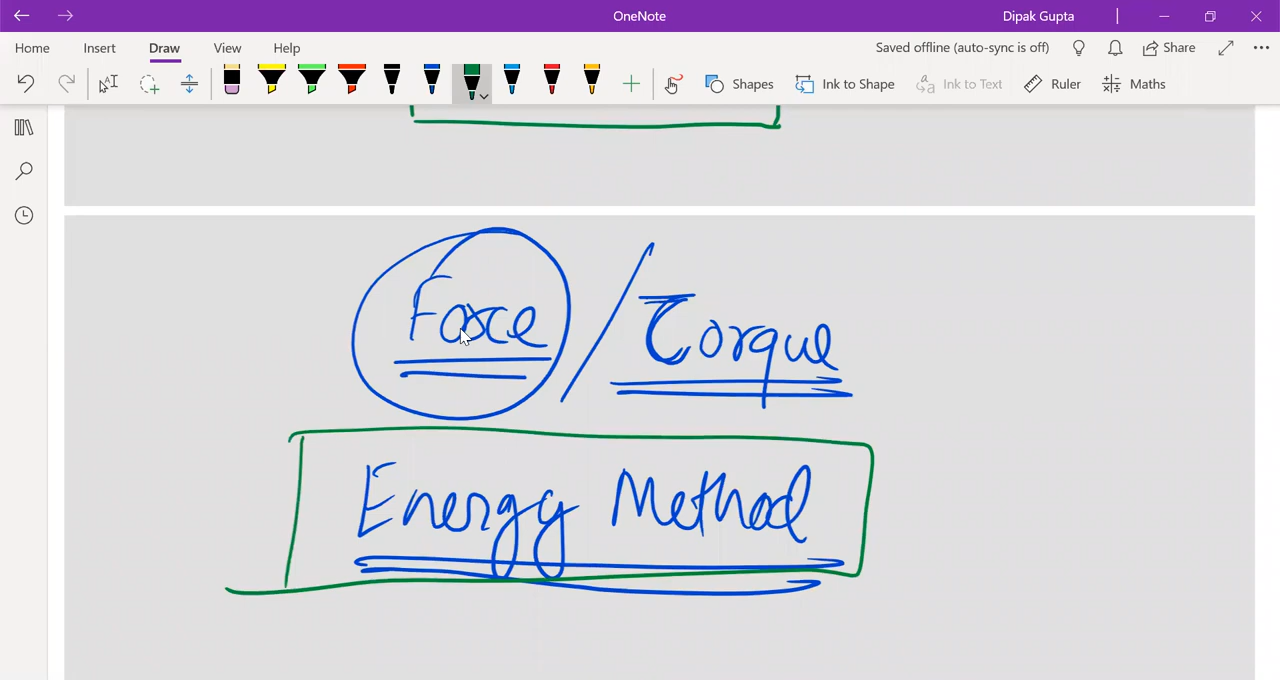 OneNote
Dipak Gupta
Home Insert Draw View Help
Saved offline (auto-sync is off)
Share
Shapes
Ink to Shape
Ink to Text
Ruler
Maths
Force / Torque
Energy Method